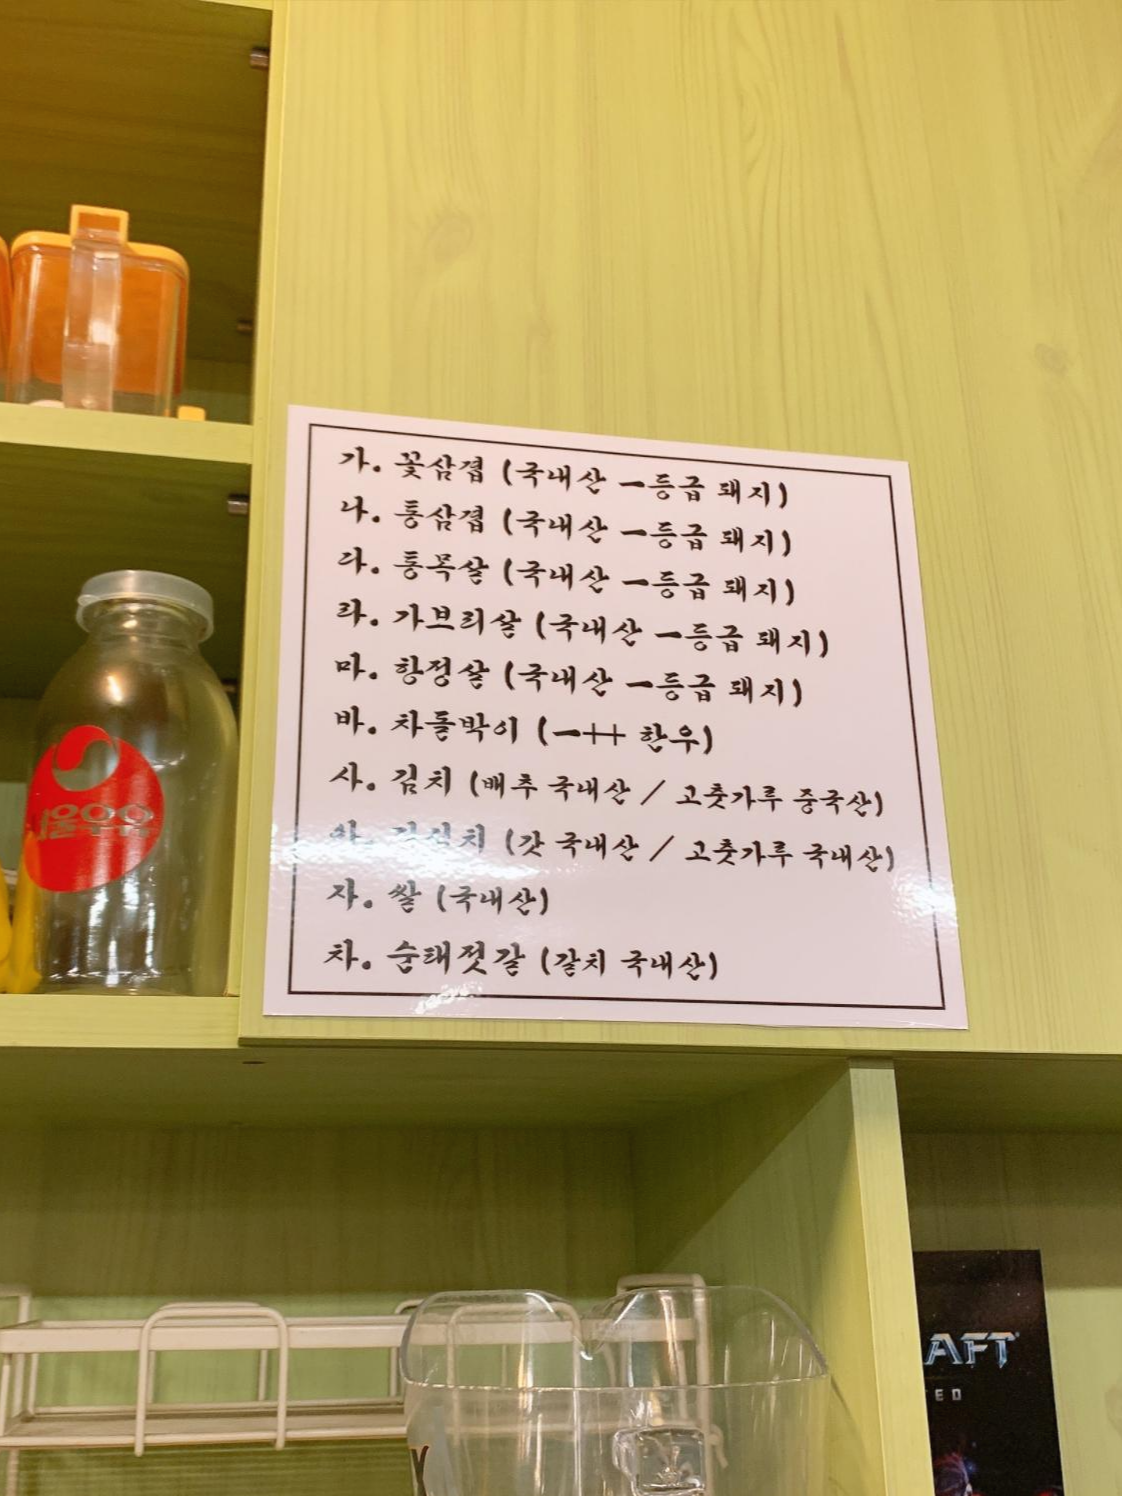 가. 꽃삼겹 (국내산 一등급 돼지)
나. 통삼겹 (국내산 一등급 돼지)
다. 통목살 (국내산 一등급 돼지)
라. 가브리살 (국내산 一등급 돼지)
마. 항정살 (국내산 一등급 돼지)
바. 차돌박이 (一++ 한우)
사. 김치 (배추 국내산 / 고춧가루 중국산)
(갓 국내산 / 고춧가루 국내산)
자. 쌀 (국내산)
차. 숨태젓갈 (갈치 국내산)
서울우유
AFT